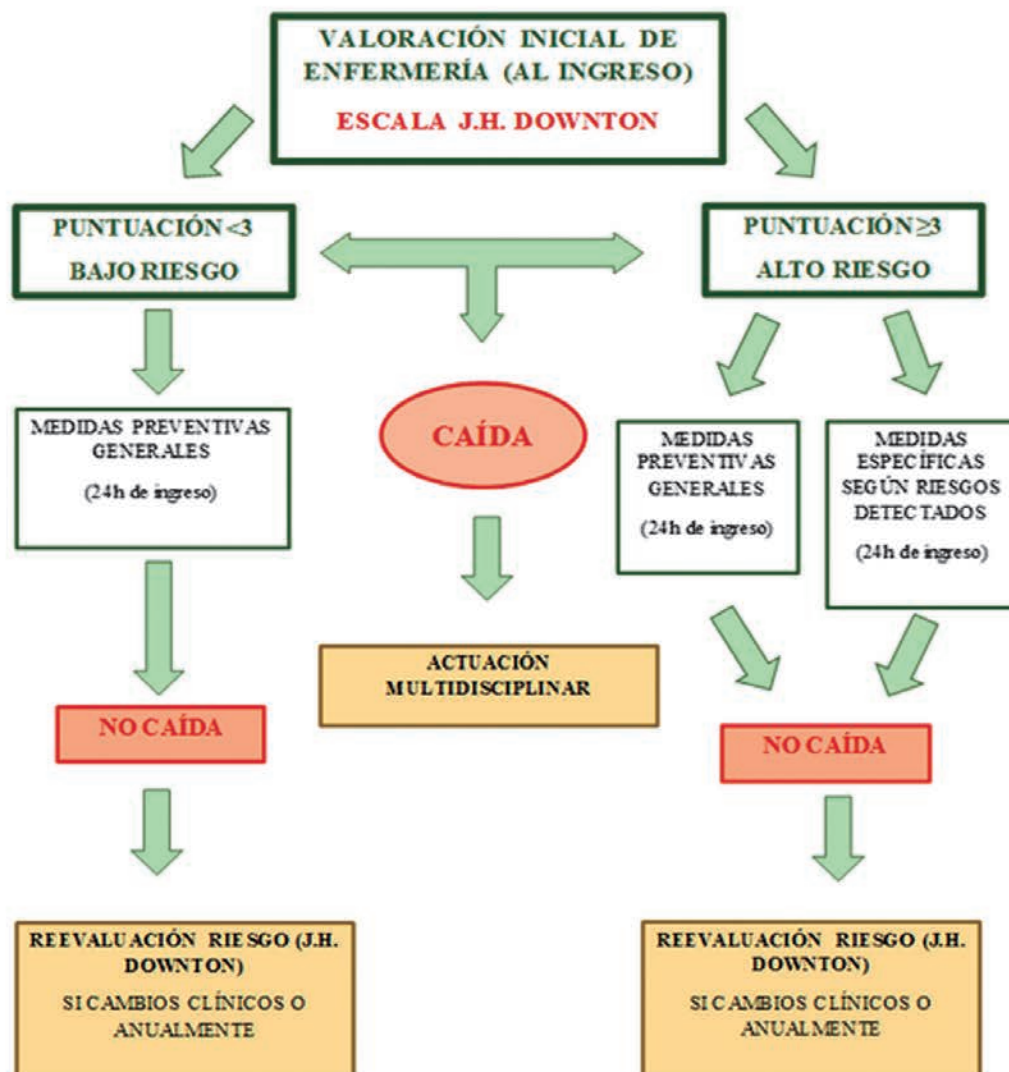 VALORACIÓN INICIAL DE
ENFERMERÍA (AL INGRESO)
ESCALA J.H. DOWNTON
PUNTUACIÓN <3
BAJO RIESGO
PUNTUACIÓN ≥3
ALTO RIESGO
MEDIDAS PREVENTIVAS
GENERALES
(24h de ingreso)
CAÍDA
MEDIDAS
PREVENTIVAS
GENERALES
(24h de ingreso)
MEDIDAS
ESPECÍFICAS
SEGÚN RIESGOS
DETECTADOS
(24h de ingreso)
ACTUACIÓN
MULTIDISCIPLINAR
NO CAÍDA
NO CAÍDA
REEVALUACIÓN RIESGO (J.H.
DOWNTON)
SI CAMBIOS CLÍNICOS O
ANUALMENTE
REEVALUACIÓN RIESGO (J.H.
DOWNTON)
SI CAMBIOS CLÍNICOS O
ANUALMENTE